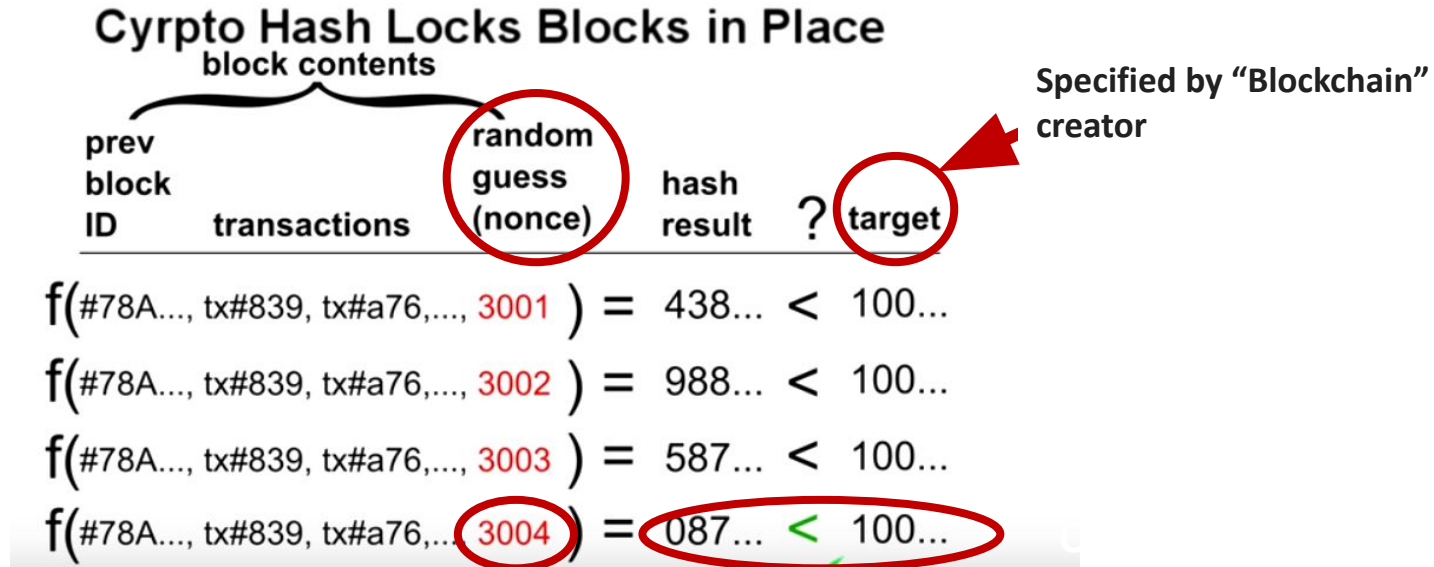 Cyrpto Hash Locks Blocks in Place
block contents
Specified by “Blockchain”
creator
prev
block
ID
transactions
random
guess
(nonce)
hash
result
?
target
f(#78A..., tx#839, tx#a76,..., 3001 ) = 438... < 100...
f(#78A..., tx#839, tx#a76,..., 3002 ) = 988... < 100...
f(#78A..., tx#839, tx#a76,..., 3003 ) = 587... < 100...
f(#78A..., tx#839, tx#a76,... 3004 ) = 087... < 100...